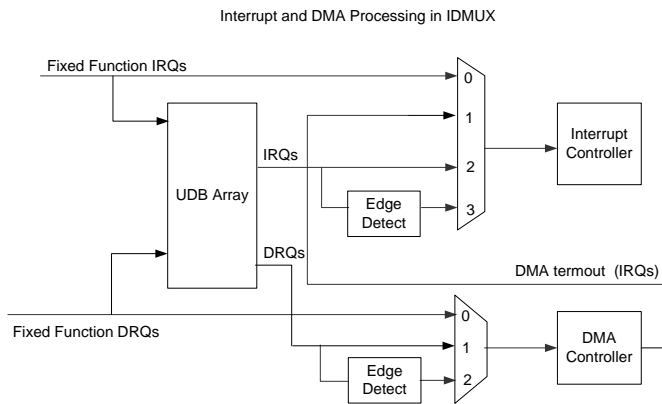 Interrupt and DMA Processing in IDMUX
Fixed Function IRQs
0
1
Interrupt
Controller
IRQs
2
UDB Array
Edge
Detect
3
DRQs
DMA termout (IRQs)
Fixed Function DRQs
0
1
DMA
Controller
Edge
Detect
2